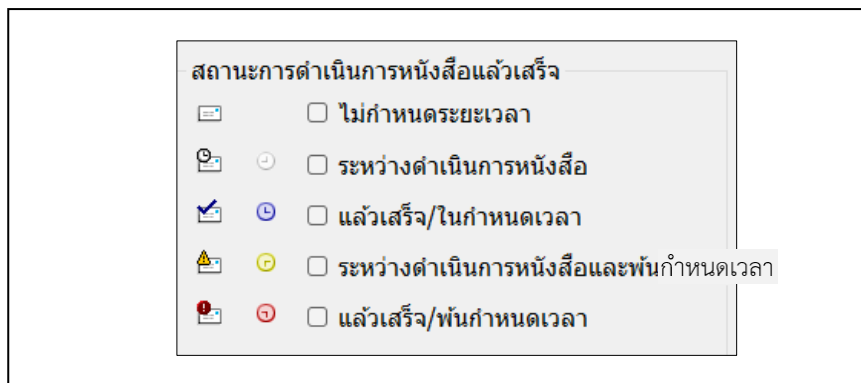 สถานะการดำเนินการหนังสือแล้วเสร็จ
ไม่กำหนดระยะเวลา
ระหว่างดำเนินการหนังสือ
แล้วเสร็จ/ในกำหนดเวลา
ระหว่างดำเนินการหนังสือและพ้นกำหนดเวลา
แล้วเสร็จ/พ้นกำหนดเวลา